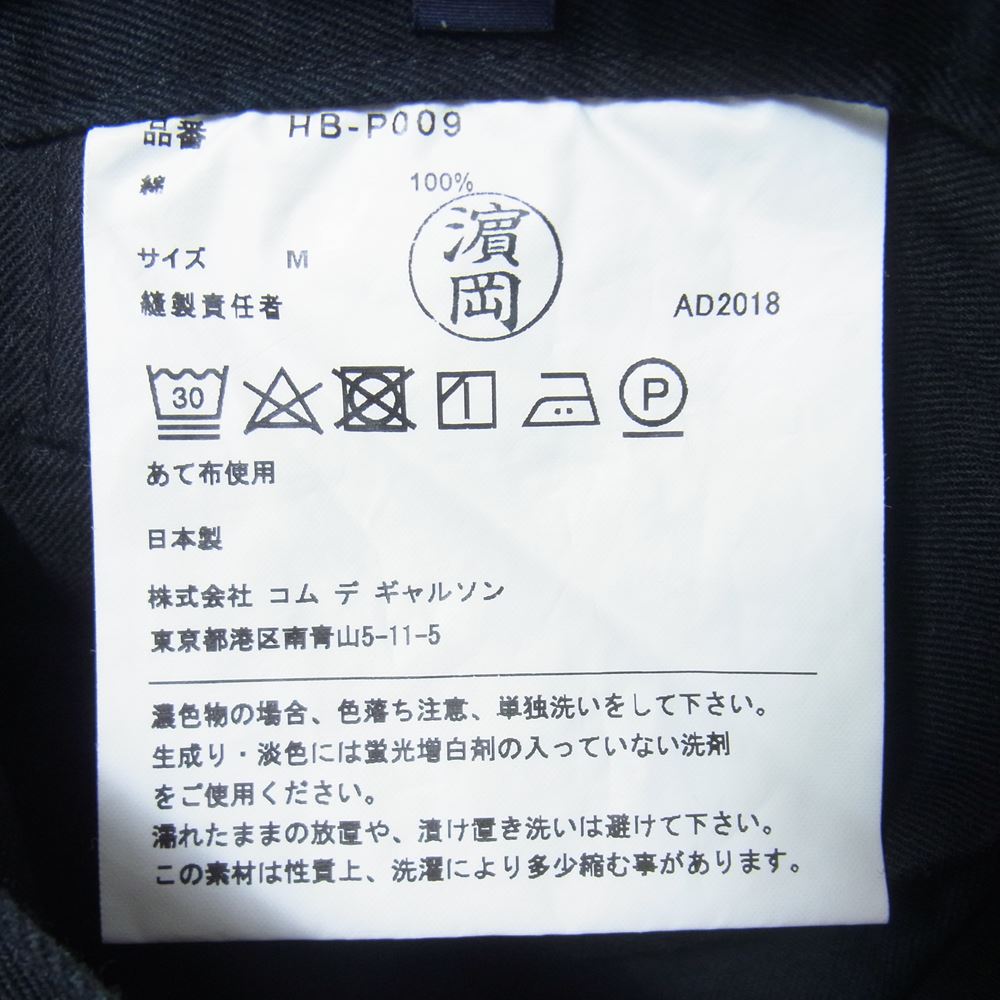 品番 HB-P009
綿 100%
サイズ M
濵岡
縫製責任者 AD2018
30 P
あて布使用
日本製
株式会社 コム デ ギャルソン
東京都港区南青山5-11-5
濃色物の場合、色落ち注意、単独洗いをして下さい。
生成り・淡色には蛍光増白剤の入っていない洗剤
をご使用ください。
濡れたままの放置や、漬け置き洗いは避けて下さい。
この素材は性質上、洗濯により多少縮む事があります。